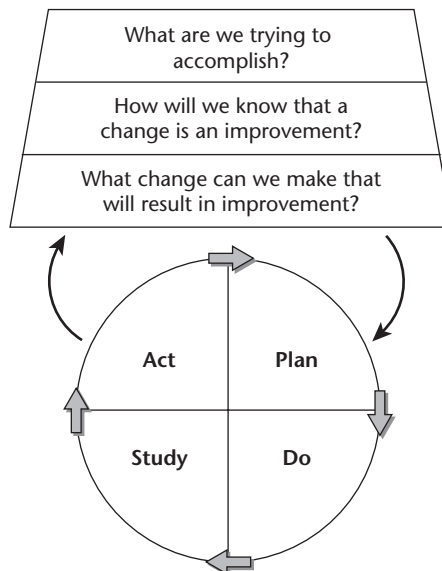 What are we trying to
accomplish?
How will we know that a
change is an improvement?
What change can we make that
will result in improvement?
Act
Plan
Study
Do